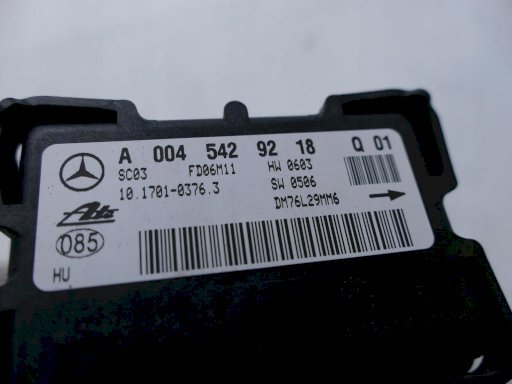 A 004 542 92 18 Q 01
SC03 FD06M11 HW 0603
10.1701-0376.3 SW 0506
Ate DM76L29MM6
085
HU